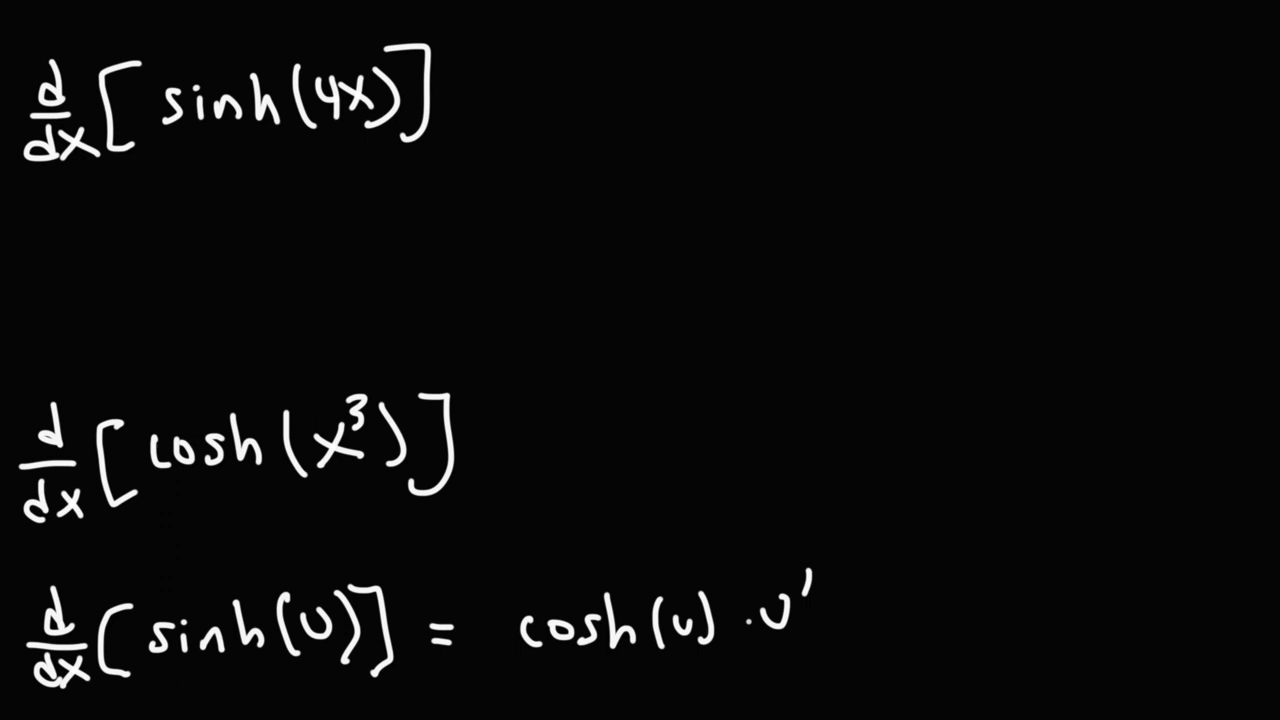 d/dx [sinh(4x)]
d/dx [cosh(x³)]
d/dx [sinh(u)] = cosh(u) · u'